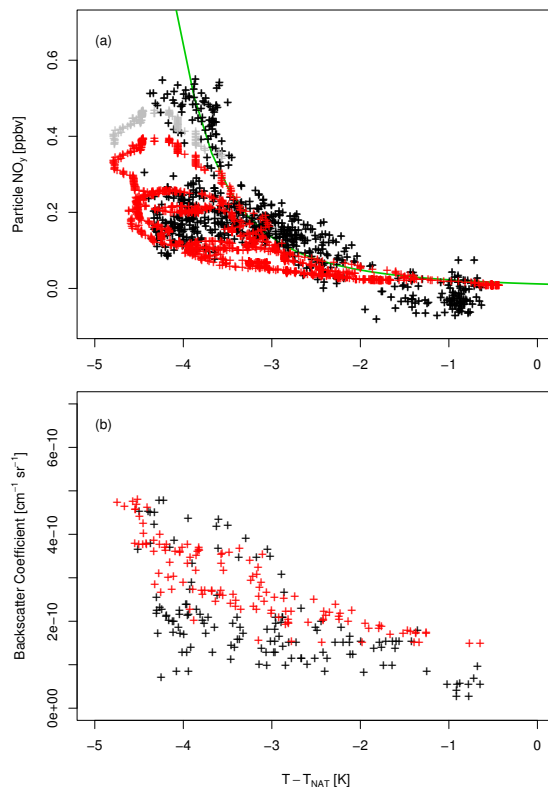 (a)
Particle NOy [ppbv]
0.6
0.4
0.2
0.0
−5 −4 −3 −2 −1 0
(b)
Backscatter Coefficient [cm−1 sr−1]
6e−10
4e−10
2e−10
0e+00
−5 −4 −3 −2 −1 0
T − TNAT [K]